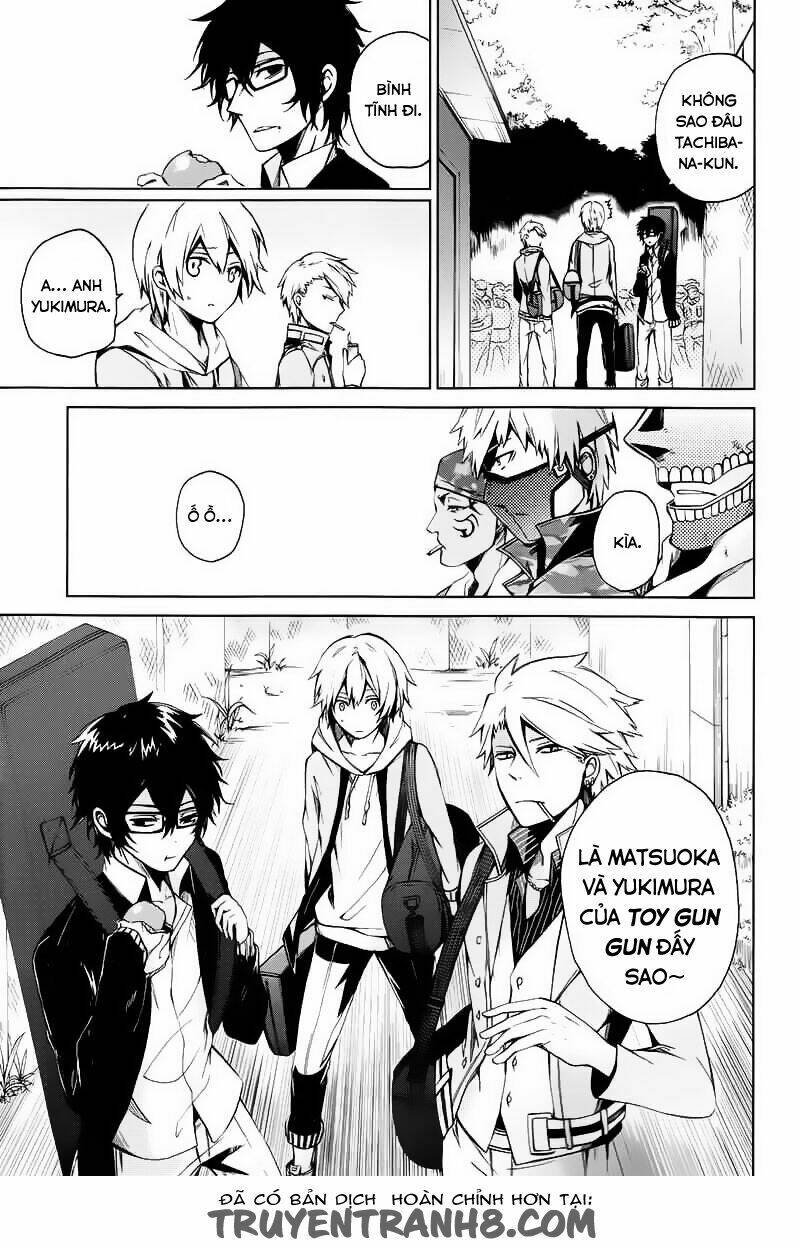 KHÔNG
SAO ĐÂU
TACHIBA-
NA-KUN.
BÌNH
TĨNH ĐI.
A... ANH
YUKIMURA.
KÌA.
Ố Ồ...
LÀ MATSUOKA
VÀ YUKIMURA
CỦA TOY GUN
GUN ĐẤY
SAO~
ĐÃ CÓ BẢN DỊCH HOÀN CHỈNH HƠN TẠI:
TRUYENTRANH8.COM